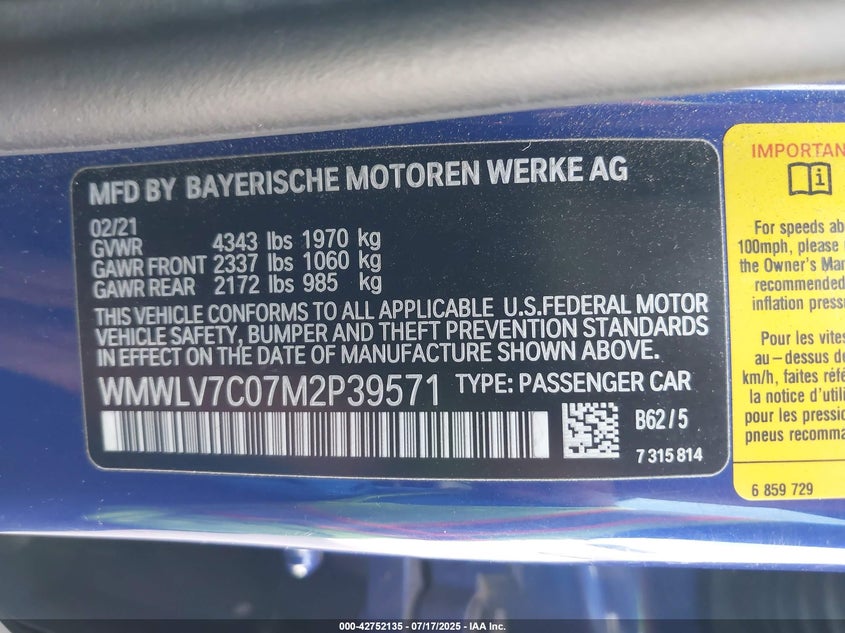 MFD BY BAYERISCHE MOTOREN WERKE AG
02/21
GVWR 4343 lbs 1970 kg
GAWR FRONT 2337 lbs 1060 kg
GAWR REAR 2172 lbs 985 kg
THIS VEHICLE CONFORMS TO ALL APPLICABLE U.S.FEDERAL MOTOR
VEHICLE SAFETY, BUMPER AND THEFT PREVENTION STANDARDS
IN EFFECT ON THE DATE OF MANUFACTURE SHOWN ABOVE.
WMWLV7C07M2P39571 TYPE: PASSENGER CAR
B62/5
7 315 814
IMPORTAN
For speeds ab
100mph, please
the Owner's Man
recommended
inflation press
Pour les vites
au-dessus de
km/h, faites réfé
la notice d'utili
pour les pression
pneus recomma
6 859 729
000-42752135 - 07/17/2025 - IAA Inc.